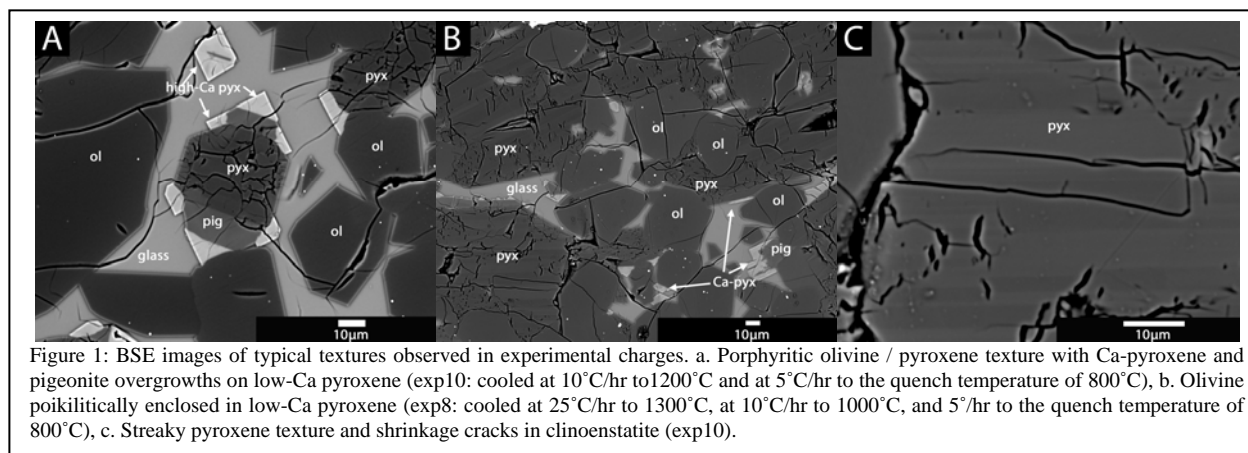 A
high-Ca pyx
pyx
ol
pyx
ol
pig
ol
glass
10µm
B
ol
pyx
ol
glass
pyx
ol
ol
pyx
pig
Ca-pyx
10µm
C
pyx
10µm
Figure 1: BSE images of typical textures observed in experimental charges. a. Porphyritic olivine / pyroxene texture with Ca-pyroxene and
pigeonite overgrowths on low-Ca pyroxene (exp10: cooled at 10˚C/hr to1200˚C and at 5˚C/hr to the quench temperature of 800˚C), b. Olivine
poikilitically enclosed in low-Ca pyroxene (exp8: cooled at 25˚C/hr to 1300˚C, at 10˚C/hr to 1000˚C, and 5˚/hr to the quench temperature of
800˚C), c. Streaky pyroxene texture and shrinkage cracks in clinoenstatite (exp10).